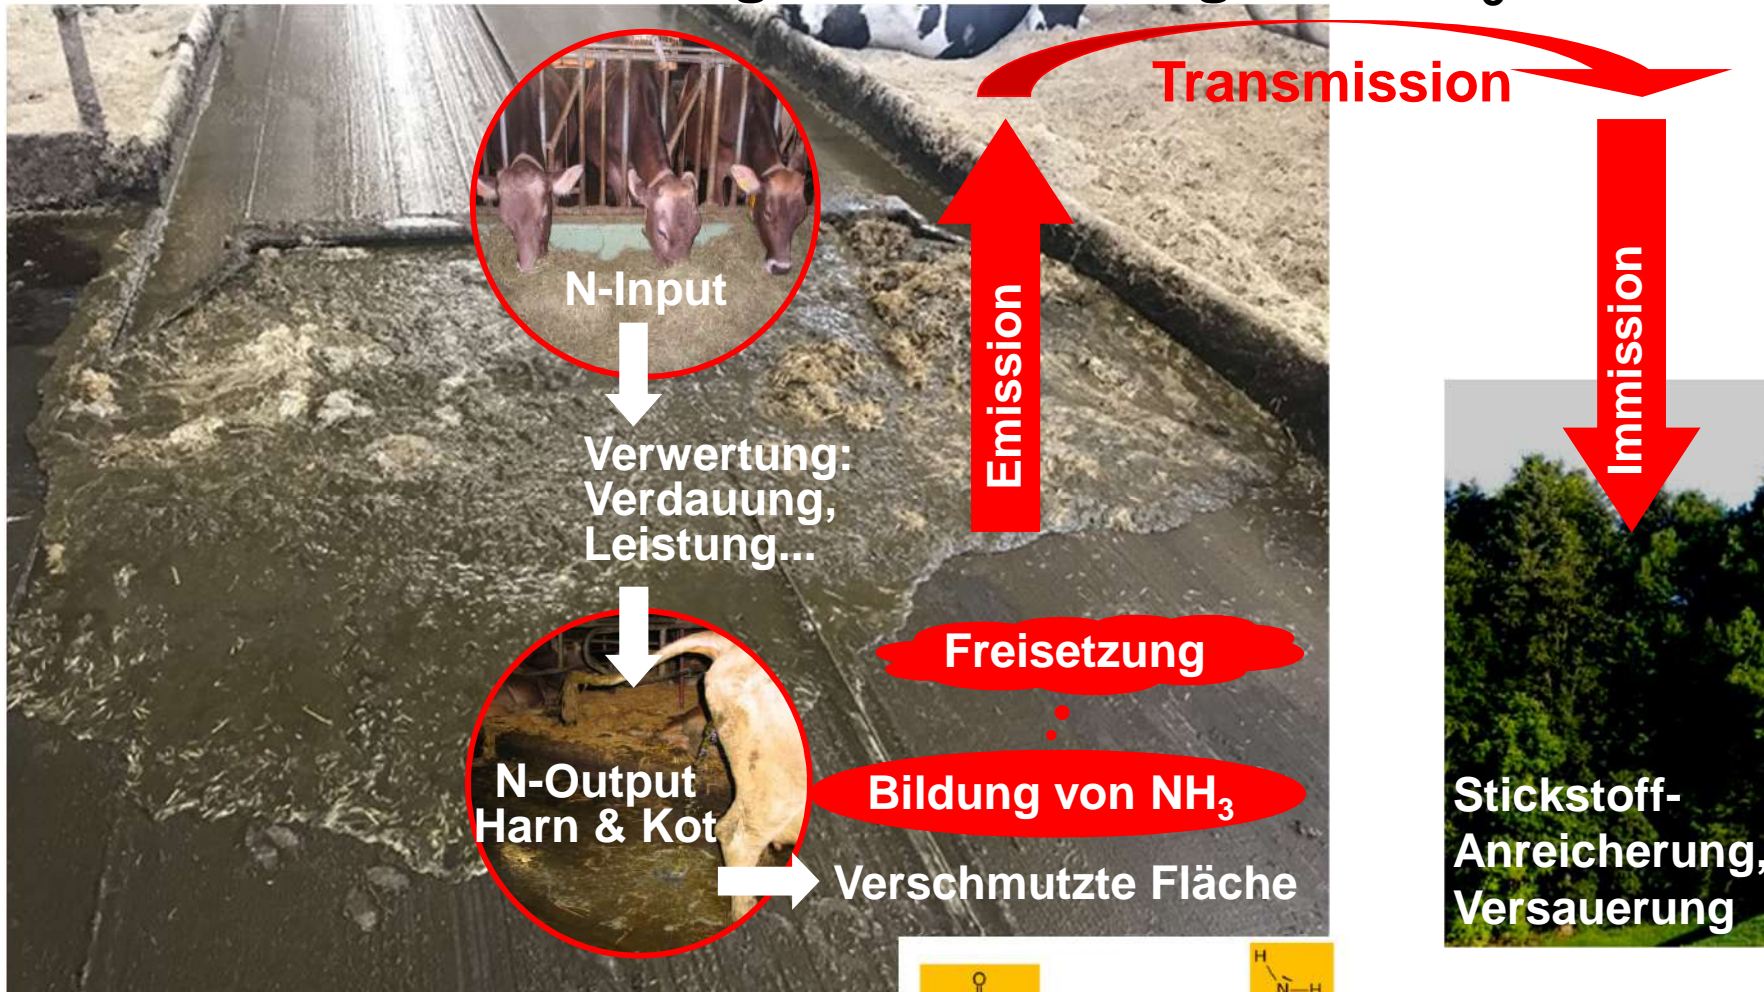 Transmission
N-Input
Emission
Immission
Verwertung:
Verdauung,
Leistung...
Freisetzung
N-Output
Harn & Kot
Bildung von NH₃
Verschmutzte Fläche
Stickstoff-
Anreicherung,
Versauerung
O
H
N—H